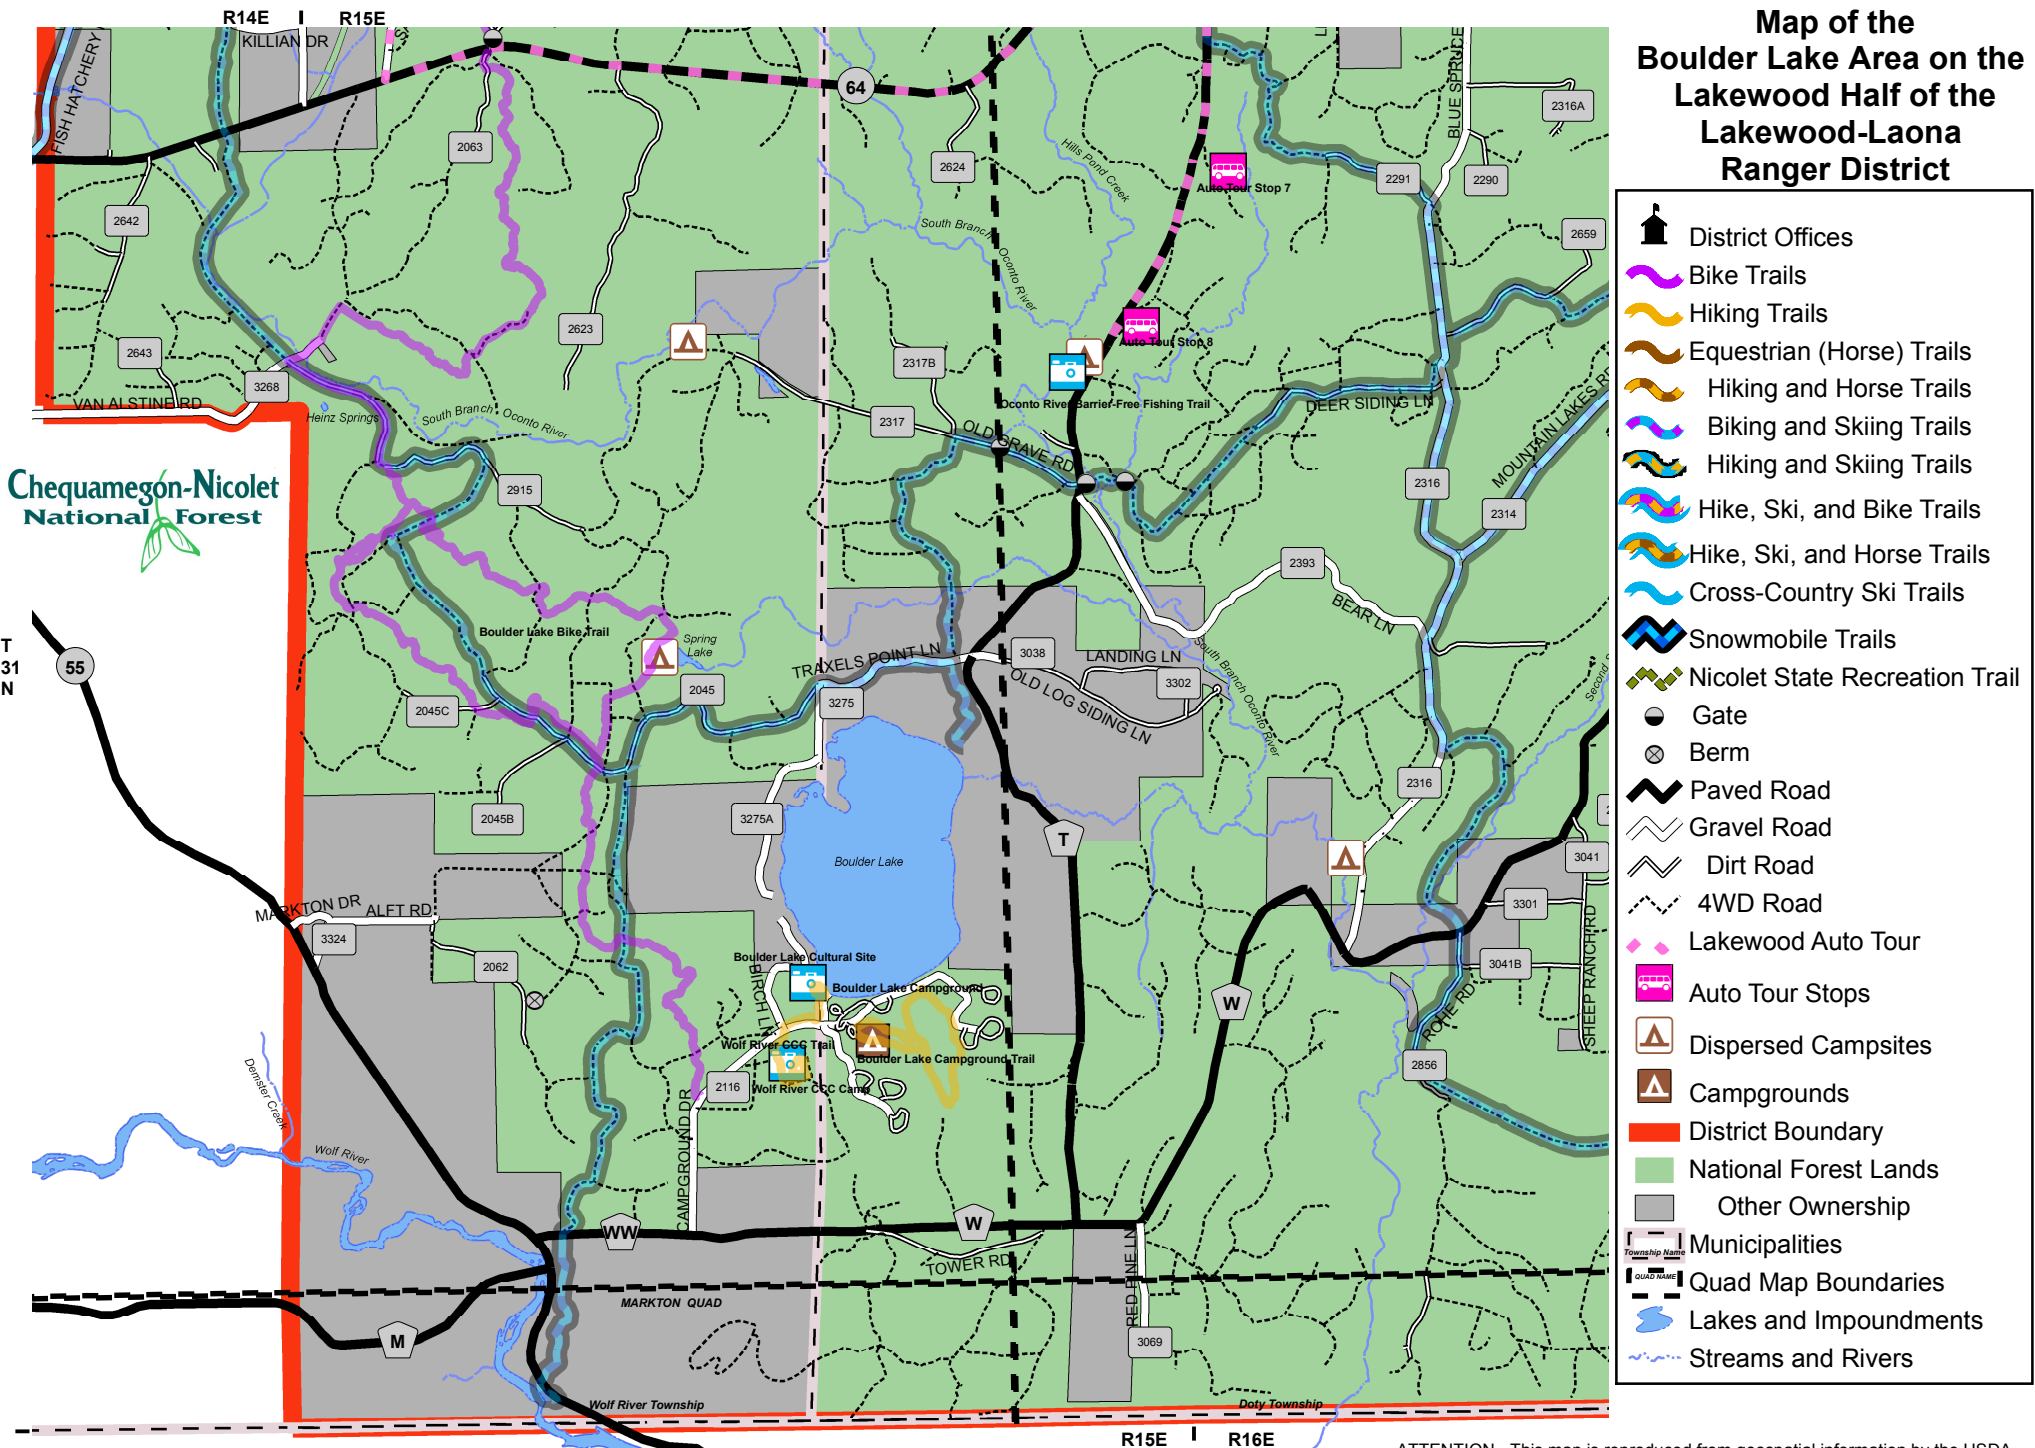 Map of the
Boulder Lake Area on the
Lakewood Half of the
Lakewood-Laona
Ranger District
R14E
R15E
KILLIAN DR
FISH HATCHERY
64
2063
2642
2643
3268
VAN ALSTINE RD
Heinz Springs
South Branch Oconto River
2623
2624
Hills Pond Creek
South Branch Oconto River
Auto Tour Stop 7
Auto Tour Stop 8
2291
BLUE SPRUCE
2290
2316A
2659
2317B
2317
Oconto River Barrier-Free Fishing Trail
OLD GRAVE RD
DEER SIDING LN
MOUNTAIN LAKES RD
2316
2314
Chequamegon-Nicolet
National Forest
2915
2393
BEAR LN
T
31
N
55
Boulder Lake Bike Trail
Spring
Lake
TRAXELS POINT LN
3038
LANDING LN
3302
OLD LOG SIDING LN
South Branch Oconto River
2045
2045C
3275
2045B
3275A
2316
T
Boulder Lake
3041
3301
3041B
SHEEP RANCH RD
MARKTON DR
ALFT RD
3324
2062
Boulder Lake Cultural Site
BIRCH LN
Boulder Lake Campground
Wolf River CCC Trail
Boulder Lake Campground Trail
Wolf River CCC Camp
2116
W
ROHE RD
2856
Demster Creek
Wolf River
CAMPGROUND DR
WW
W
TOWER RD
RED PINE LN
MARKTON QUAD
M
3069
Wolf River Township
Doty Township
R15E
R16E
District Offices
Bike Trails
Hiking Trails
Equestrian (Horse) Trails
Hiking and Horse Trails
Biking and Skiing Trails
Hiking and Skiing Trails
Hike, Ski, and Bike Trails
Hike, Ski, and Horse Trails
Cross-Country Ski Trails
Snowmobile Trails
Nicolet State Recreation Trail
Gate
Berm
Paved Road
Gravel Road
Dirt Road
4WD Road
Lakewood Auto Tour
Auto Tour Stops
Dispersed Campsites
Campgrounds
District Boundary
National Forest Lands
Other Ownership
Township Name
Municipalities
QUAD NAME
Quad Map Boundaries
Lakes and Impoundments
Streams and Rivers